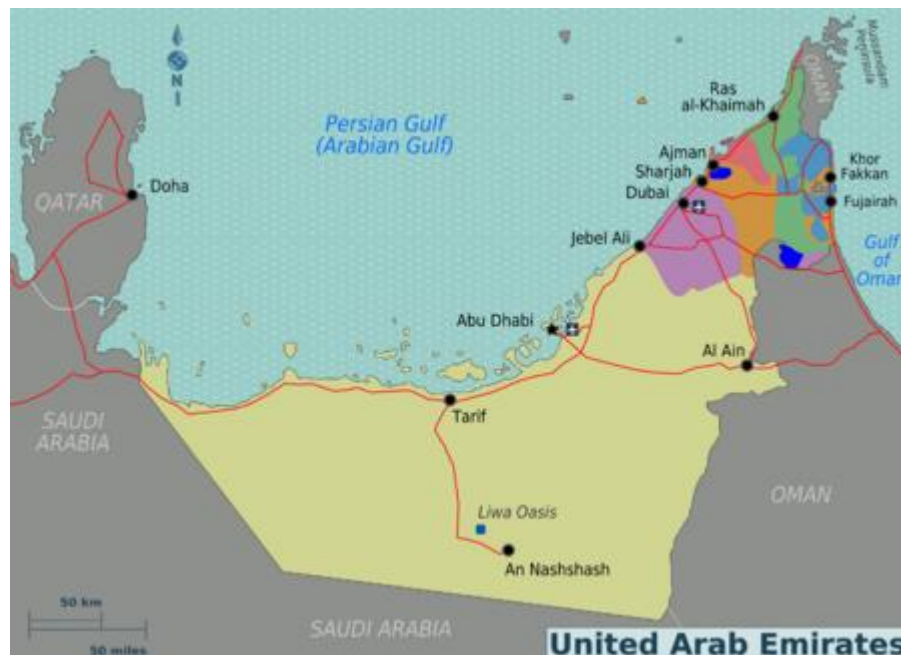 N
Persian Gulf
(Arabian Gulf)
QATAR
Doha
OMAN
Mussandam
Peninsula
Ras
al-Khaimah
Ajman
Sharjah
Dubai
Khor
Fakkan
Fujairah
Jebel Ali
Gulf
of
Oman
Abu Dhabi
Al Ain
Tarif
SAUDI
ARABIA
OMAN
Liwa Oasis
An Nashshash
50 km
50 miles
SAUDI ARABIA
United Arab Emirates